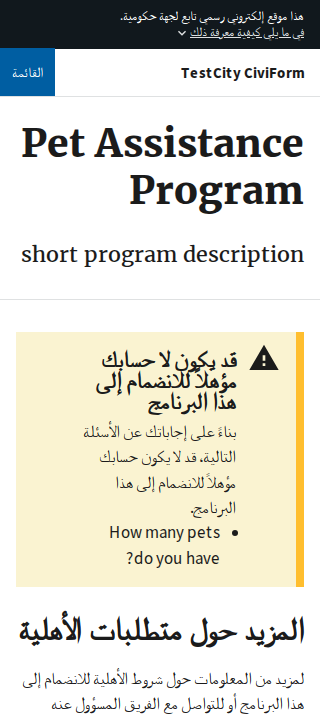 هذا موقع إلكتروني رسمي تابع لجهة حكومية.
في ما يلي كيفية معرفة ذلك
TestCity CiviForm
القائمة
Pet Assistance
Program
short program description
قد يكون لا حسابك
مؤهلاً للانضمام إلى
هذا البرنامج
بناءً على إجاباتك عن الأسئلة
التالية، قد لا يكون حسابك
مؤهلاً للانضمام إلى هذا
البرنامج.
How many pets
do you have?
المزيد حول متطلبات الأهلية
لمزيد من المعلومات حول شروط الأهلية للانضمام إلى
هذا البرنامج أو للتواصل مع الفريق المسؤول عنه